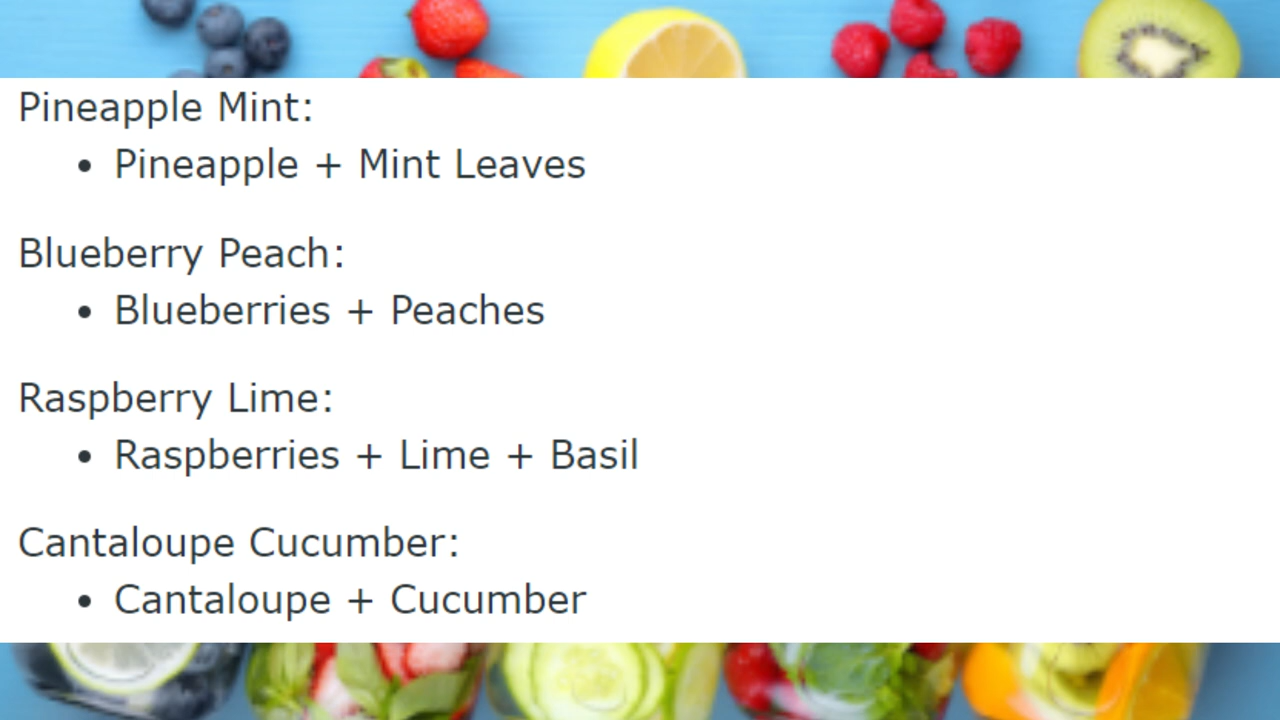 Pineapple Mint:
• Pineapple + Mint Leaves
Blueberry Peach:
• Blueberries + Peaches
Raspberry Lime:
• Raspberries + Lime + Basil
Cantaloupe Cucumber:
• Cantaloupe + Cucumber